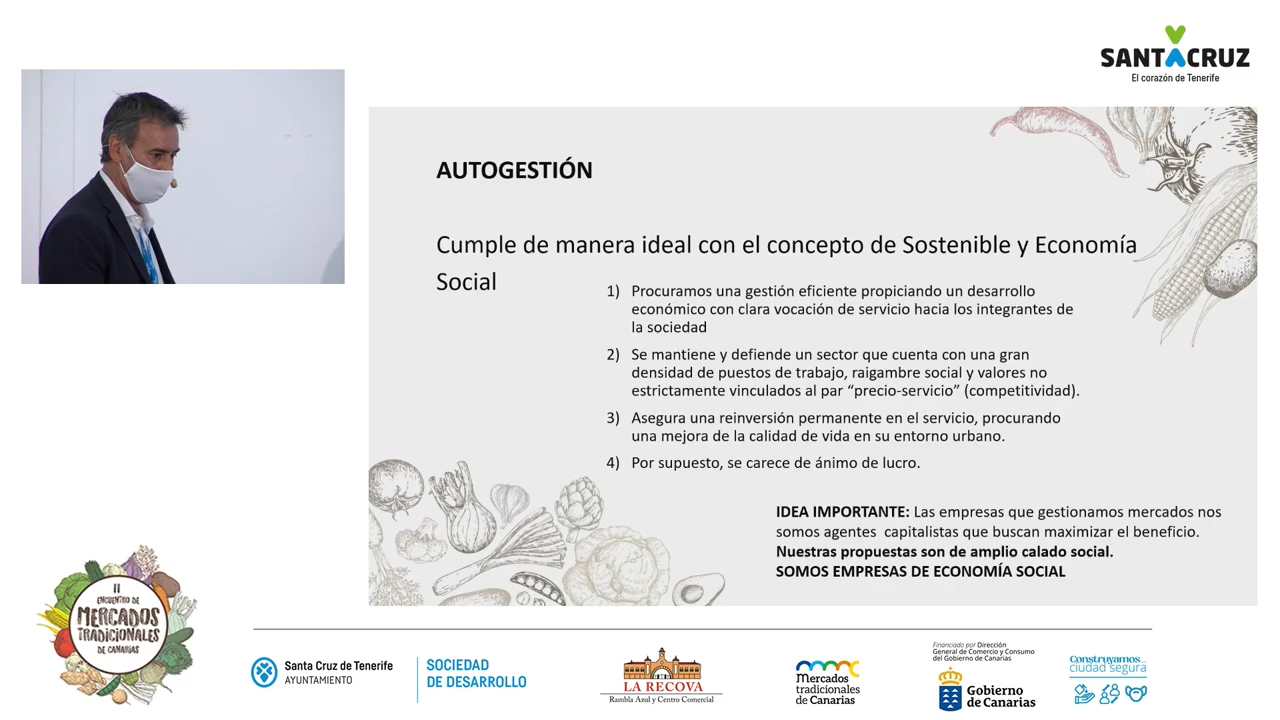 SANTACRUZ
El corazón de Tenerife
AUTOGESTIÓN
Cumple de manera ideal con el concepto de Sostenible y Economía
Social
1) Procuramos una gestión eficiente propiciando un desarrollo
económico con clara vocación de servicio hacia los integrantes de
la sociedad
2) Se mantiene y defiende un sector que cuenta con una gran
densidad de puestos de trabajo, raigambre social y valores no
estrictamente vinculados al par “precio-servicio” (competitividad).
3) Asegura una reinversión permanente en el servicio, procurando
una mejora de la calidad de vida en su entorno urbano.
4) Por supuesto, se carece de ánimo de lucro.
IDEA IMPORTANTE: Las empresas que gestionamos mercados nos
somos agentes capitalistas que buscan maximizar el beneficio.
Nuestras propuestas son de amplio calado social.
SOMOS EMPRESAS DE ECONOMÍA SOCIAL
II
ENCUENTRO DE
MERCADOS
TRADICIONALES
DE CANARIAS
Santa Cruz de Tenerife
AYUNTAMIENTO
SOCIEDAD
DE DESARROLLO
LA RECOVA
Rambla Azul y Centro Comercial
Mercados
tradicionales
de Canarias
Financiado por Dirección
General de Comercio y Consumo
del Gobierno de Canarias
Gobierno
de Canarias
Construyamos
ciudad segura